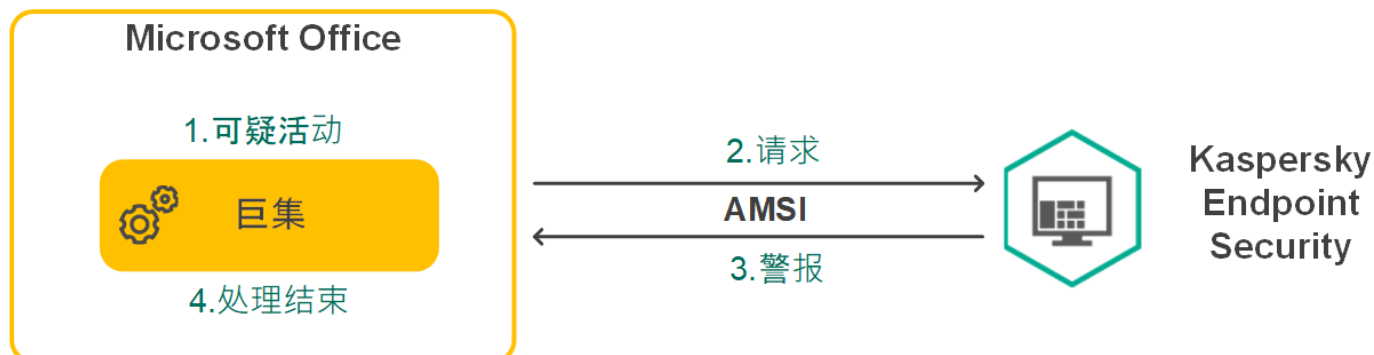 Microsoft Office
1.可疑活动
巨集
4.处理结束
2.请求
AMSI
3.警报
Kaspersky
Endpoint
Security